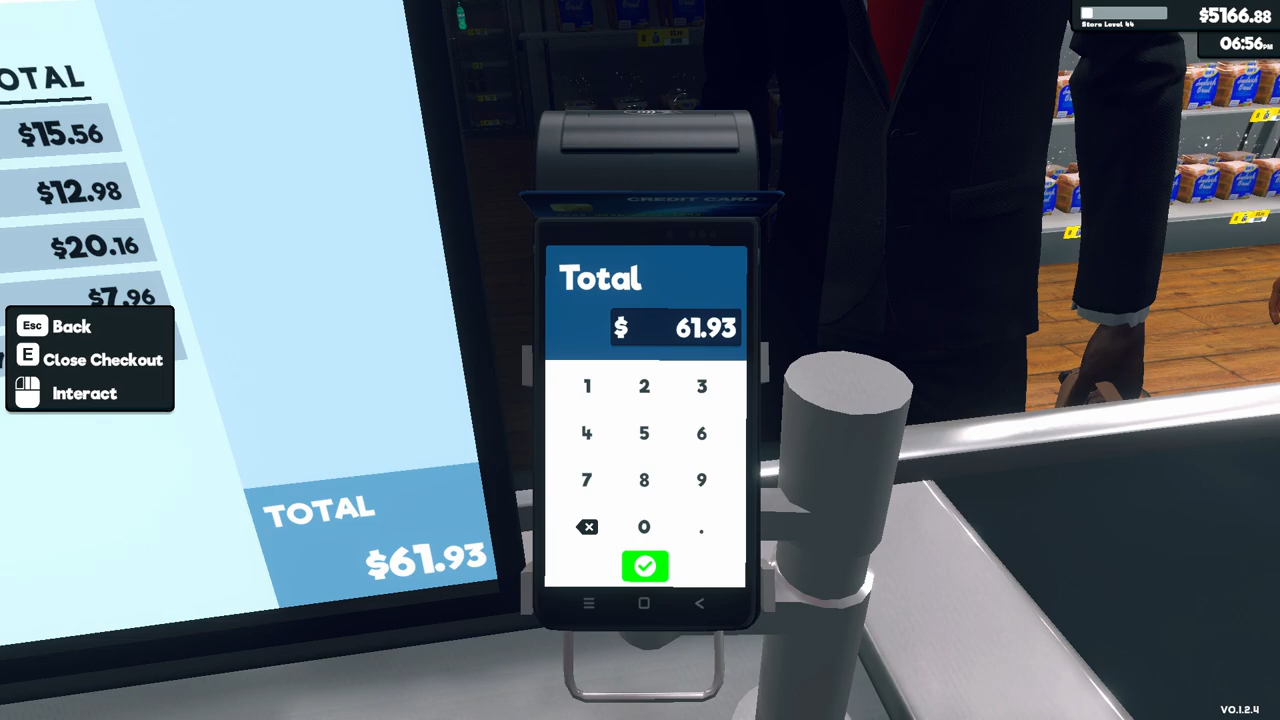 $5166.88
Store Level 44
06:56PM
OTAL
$15.56
$12.98
$20.16
$7.96
Esc Back
E Close Checkout
Interact
TOTAL
$61.93
CREDIT CARD
Total
$ 61.93
1 2 3
4 5 6
7 8 9
0 .
V0.1.2.4